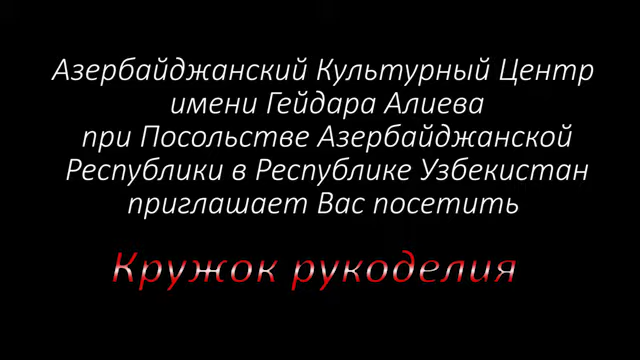 Азербайджанский Культурный Центр
имени Гейдара Алиева
при Посольстве Азербайджанской
Республики в Республике Узбекистан
приглашает Вас посетить
Кружок рукоделия